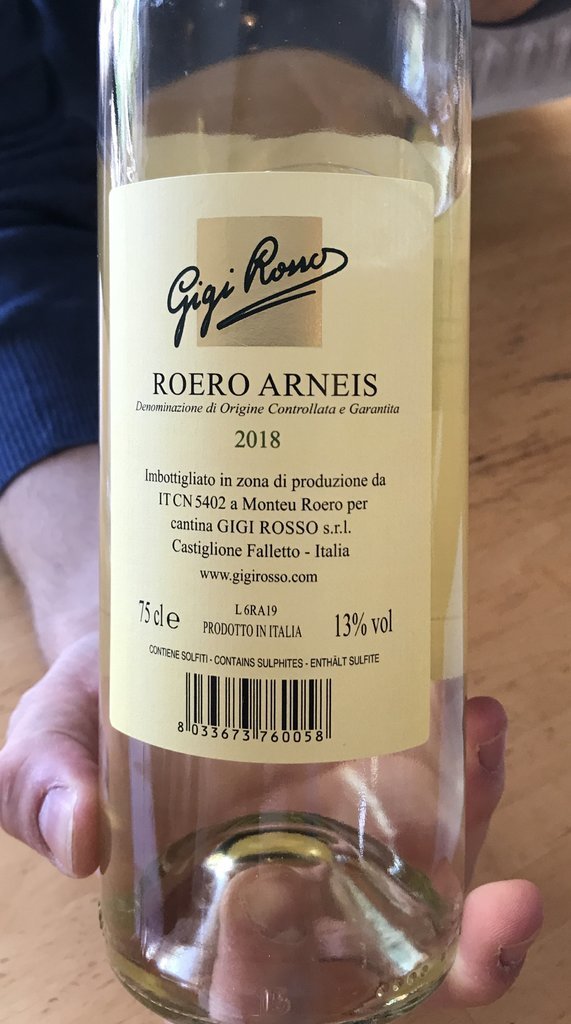 Gigi Rosso
ROERO ARNEIS
Denominazione di Origine Controllata e Garantita
2018
Imbottigliato in zona di produzione da
IT CN 5402 a Monteu Roero per
cantina GIGI ROSSO s.r.l.
Castiglione Falletto - Italia
www.gigirosso.com
75 cl e
L 6RA19
PRODOTTO IN ITALIA
13% vol
CONTIENE SOLFITI - CONTAINS SULPHITES - ENTHÄLT SULFITE
8 033673 760058